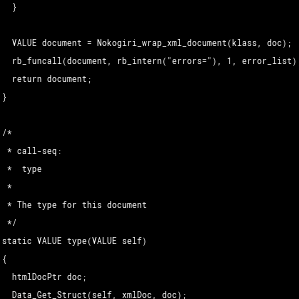 }
VALUE document = Nokogiri_wrap_xml_document(klass, doc);
rb_funcall(document, rb_intern("errors="), 1, error_list)
return document;
}
/*
* call-seq:
*  type
*
* The type for this document
*/
static VALUE type(VALUE self)
{
htmlDocPtr doc;
Data_Get_Struct(self, xmlDoc, doc);